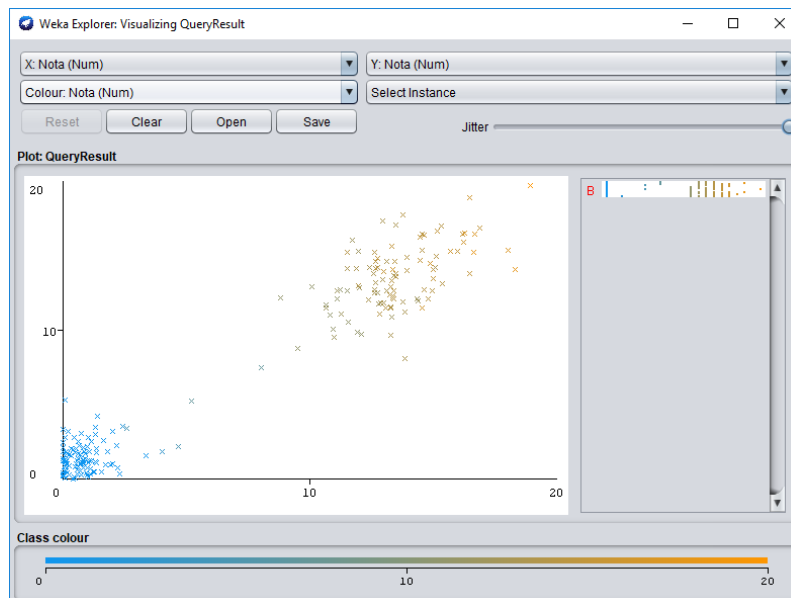 Weka Explorer: Visualizing QueryResult
X: Nota (Num)
Y: Nota (Num)
Colour: Nota (Num)
Select Instance
Reset
Clear
Open
Save
Jitter
Plot: QueryResult
20
10
0
0
10
20
B
Class colour
0
10
20